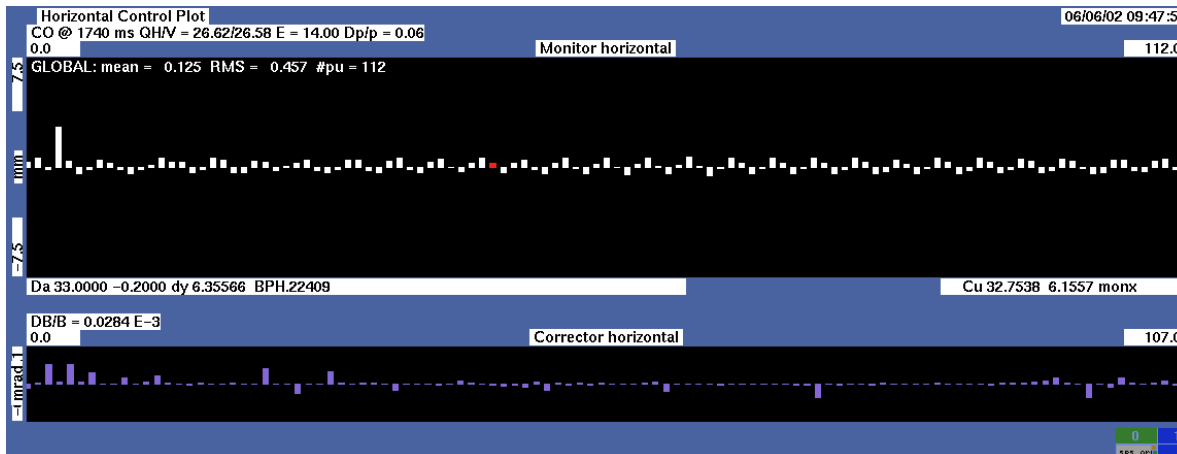 Horizontal Control Plot
06/06/02 09:47:5
CO @ 1740 ms QH/V = 26.62/26.58 E = 14.00 Dp/p = 0.06
0.0 Monitor horizontal 112.0
GLOBAL: mean = 0.125 RMS = 0.457 #pu = 112
7.5
mm
-7.5
Da 33.0000 -0.2000 dy 6.35566 BPH.22409
Cu 32.7538 6.1557 monx
DB/B = 0.0284 E-3
0.0 Corrector horizontal 107.0
-1 mrad .1
0